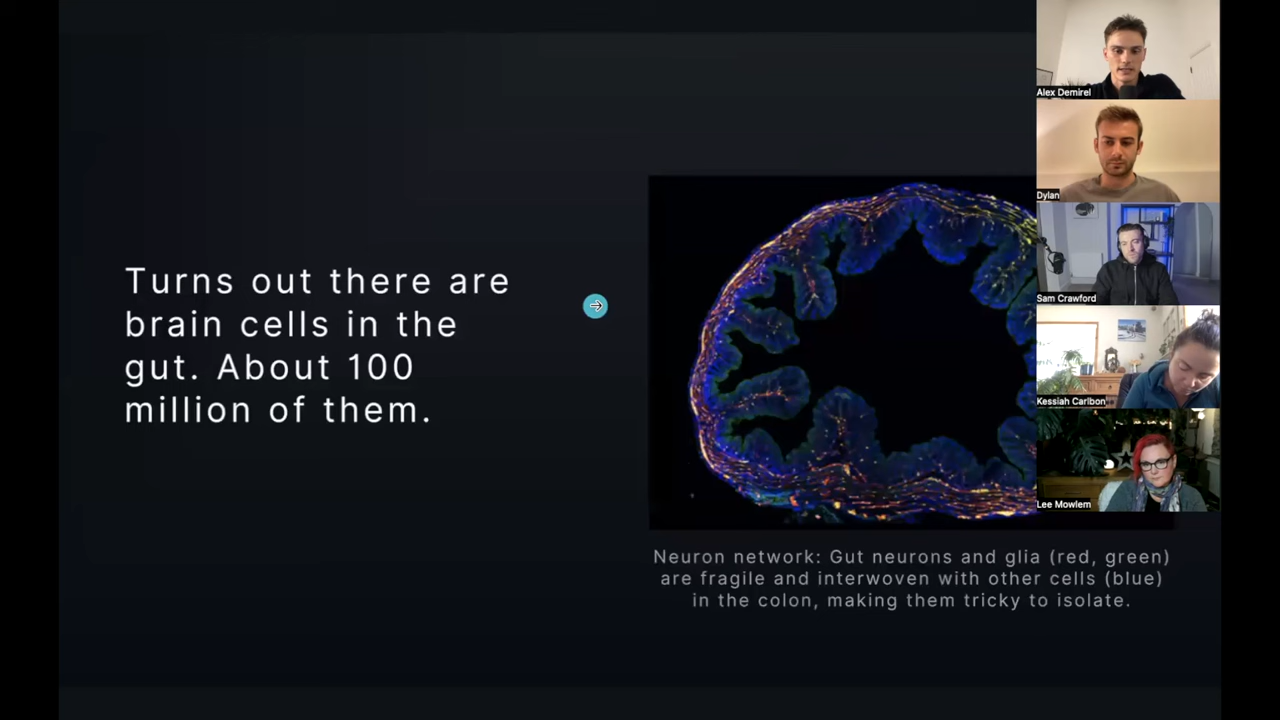 Turns out there are
brain cells in the
gut. About 100
million of them.
Neuron network: Gut neurons and glia (red, green)
are fragile and interwoven with other cells (blue)
in the colon, making them tricky to isolate.
Alex Demirel
Dylan
Sam Crawford
Kessiah Carlbon
Lee Mowlem